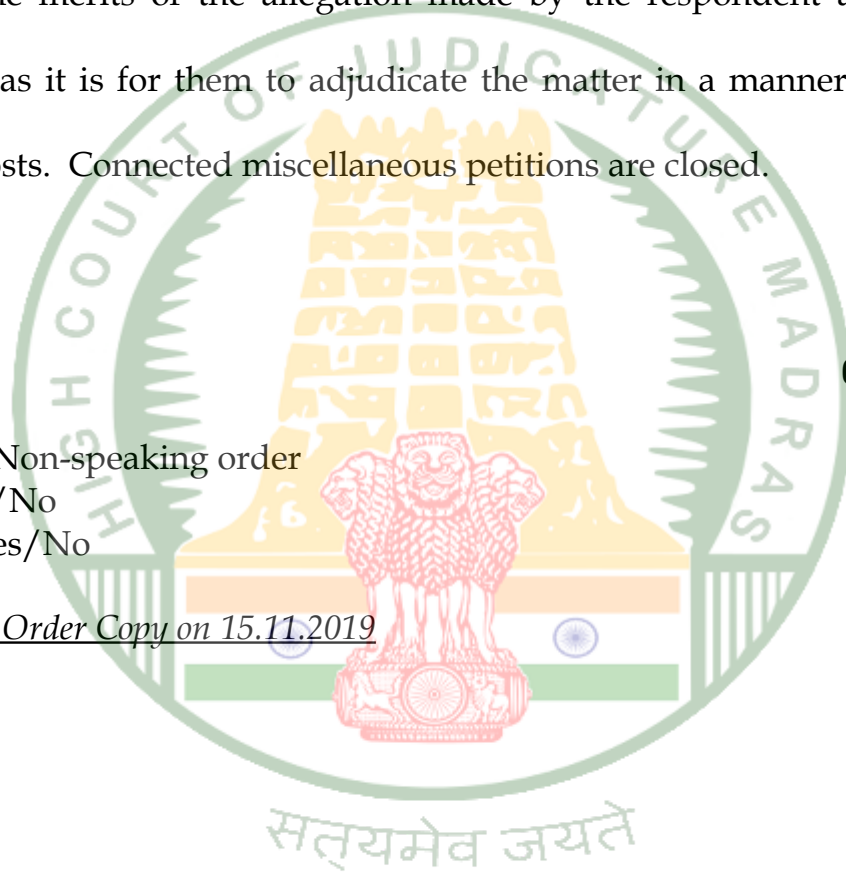 the merits of the allegation made by the respondent
as it is for them to adjudicate the matter in a manner
Connected miscellaneous petitions are closed.
Non-speaking order
/No
/No
Order Copy on 15.11.2019
HIGH COURT OF JUDICATURE MADRAS
सत्यमेव जयते